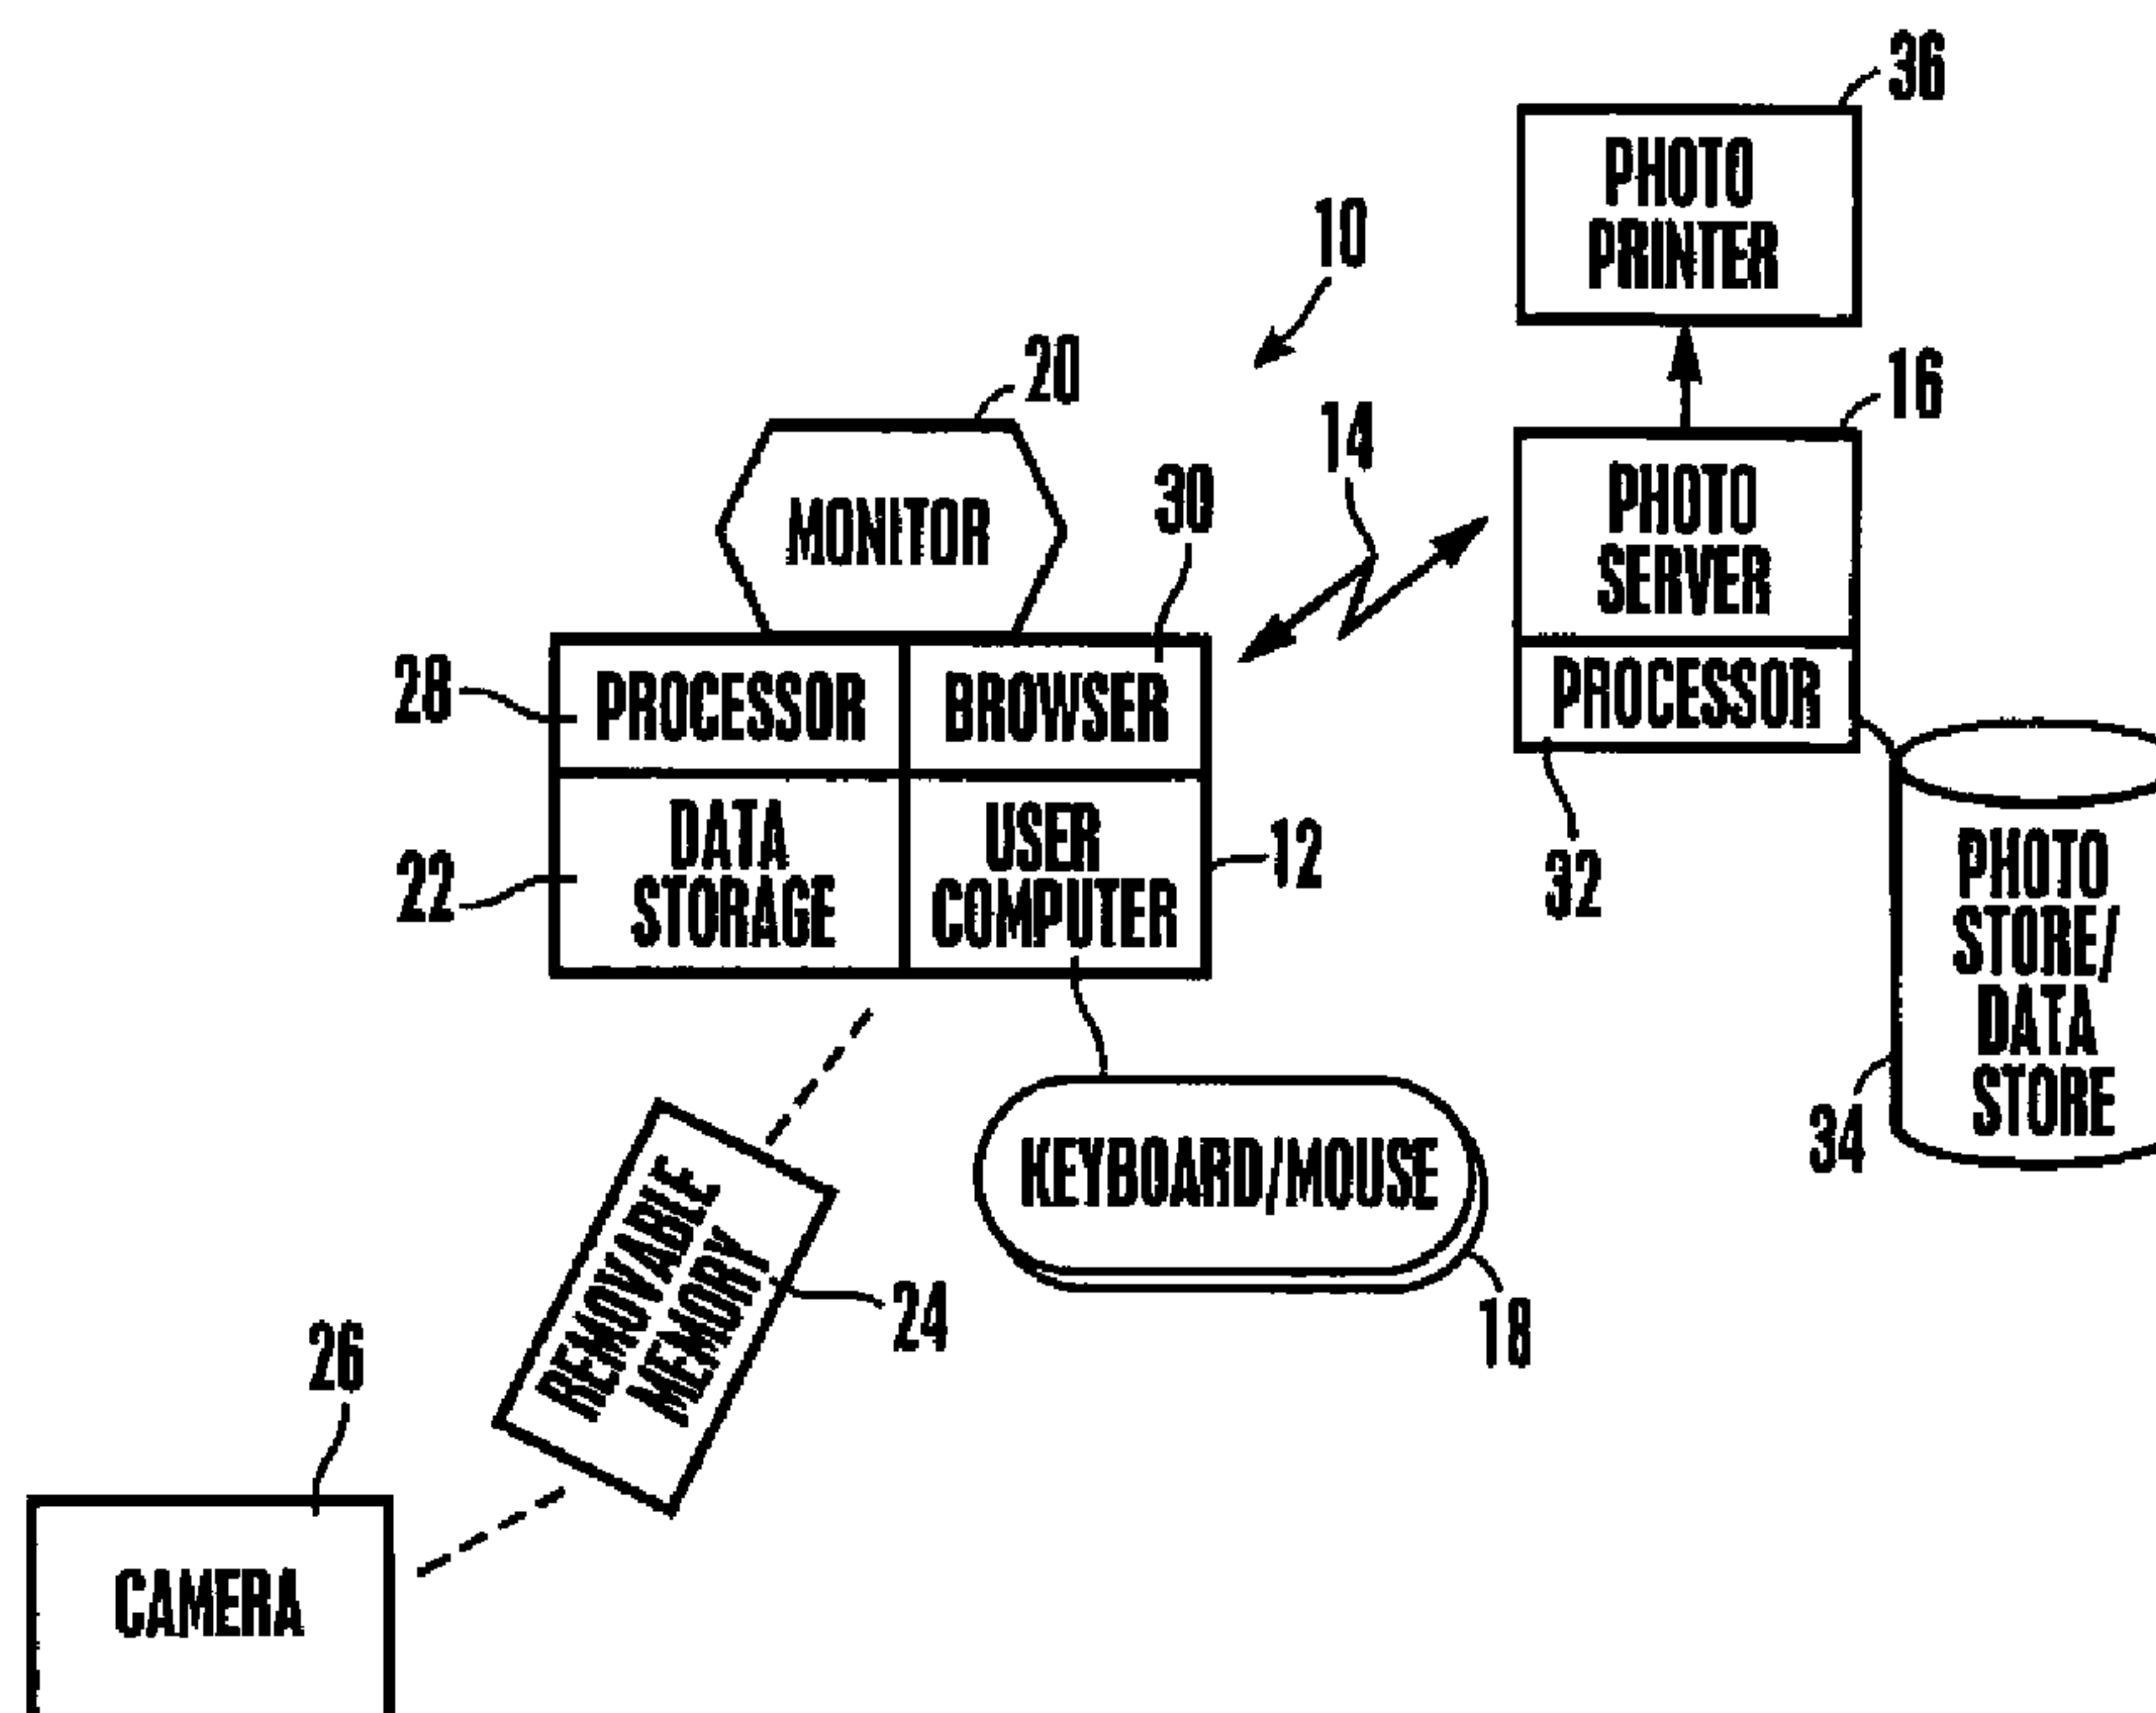 36
PHOTO
PRINTER
10
20
16
14
MONITOR
30
PHOTO
SERVER
28
PROCESSOR
BROWSER
PROCESSOR
DATA
STORAGE
USER
COMPUTER
22
12
32
PHOTO
STORE/
DATA
STORE
34
KEYBOARD/MOUSE
18
REMOVABLE
MEMORY
24
26
CAMERA